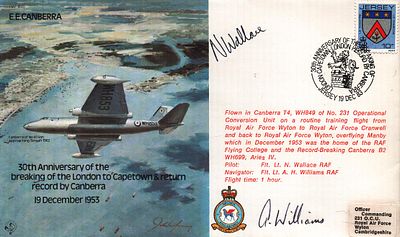 E.E. CANBERRA
30th Anniversary of the
breaking of the London to Capetown & return
record by Canberra
19 December 1953
N Wallace
JERSEY
10p
Flown in Canberra T4, WH849 of No. 231 Operational
Conversion Unit on a routine training flight from
Royal Air Force Wyton to Royal Air Force Cranwell
and back to Royal Air Force Wyton, overflying Manby
which in December 1953 was the home of the RAF
Flying College and the Record-Breaking Canberra B2
WH699, Aries IV.
Pilot: Flt. Lt. N. Wallace RAF
Navigator: Flt. Lt. A. H. Williams RAF
Flight time: 1 hour.
A. Williams
Officer
Commanding
231 O.C.U.
Royal Air Force
Wyton
Cambridgeshire